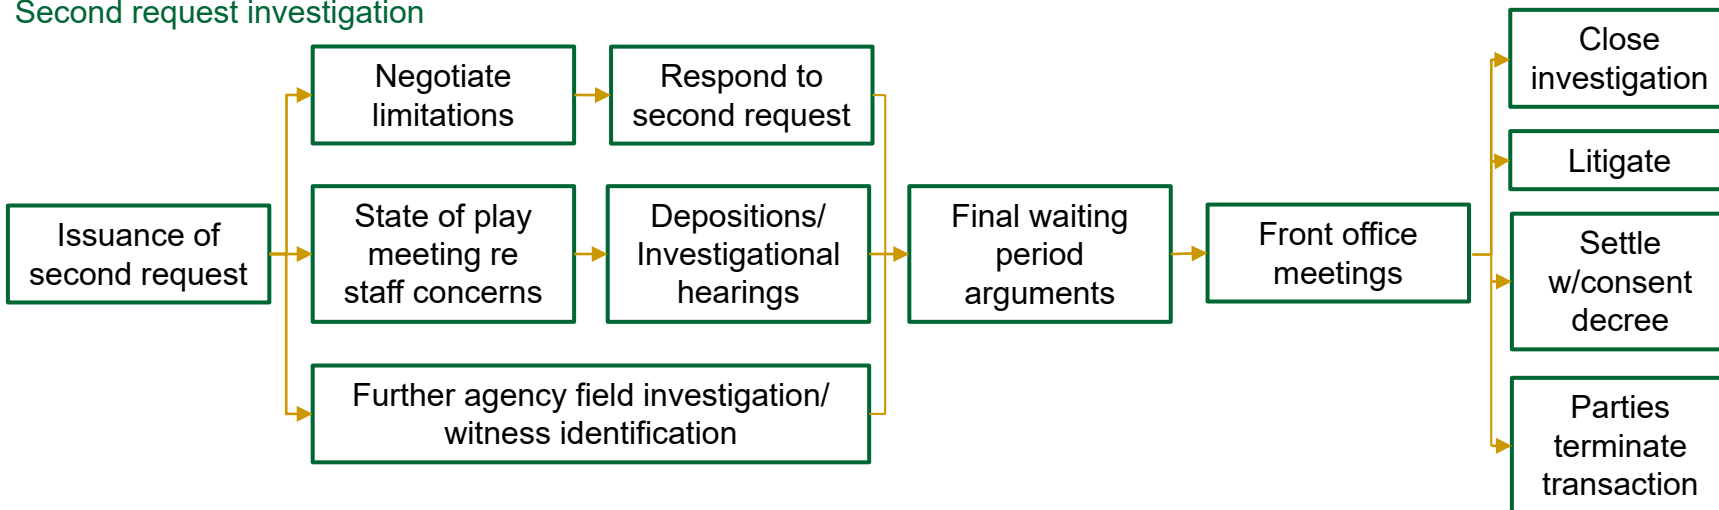 Second request investigation
Issuance of
second request
Negotiate
limitations
Respond to
second request
State of play
meeting re
staff concerns
Depositions/
Investigational
hearings
Further agency field investigation/
witness identification
Final waiting
period
arguments
Front office
meetings
Close
investigation
Litigate
Settle
w/consent
decree
Parties
terminate
transaction